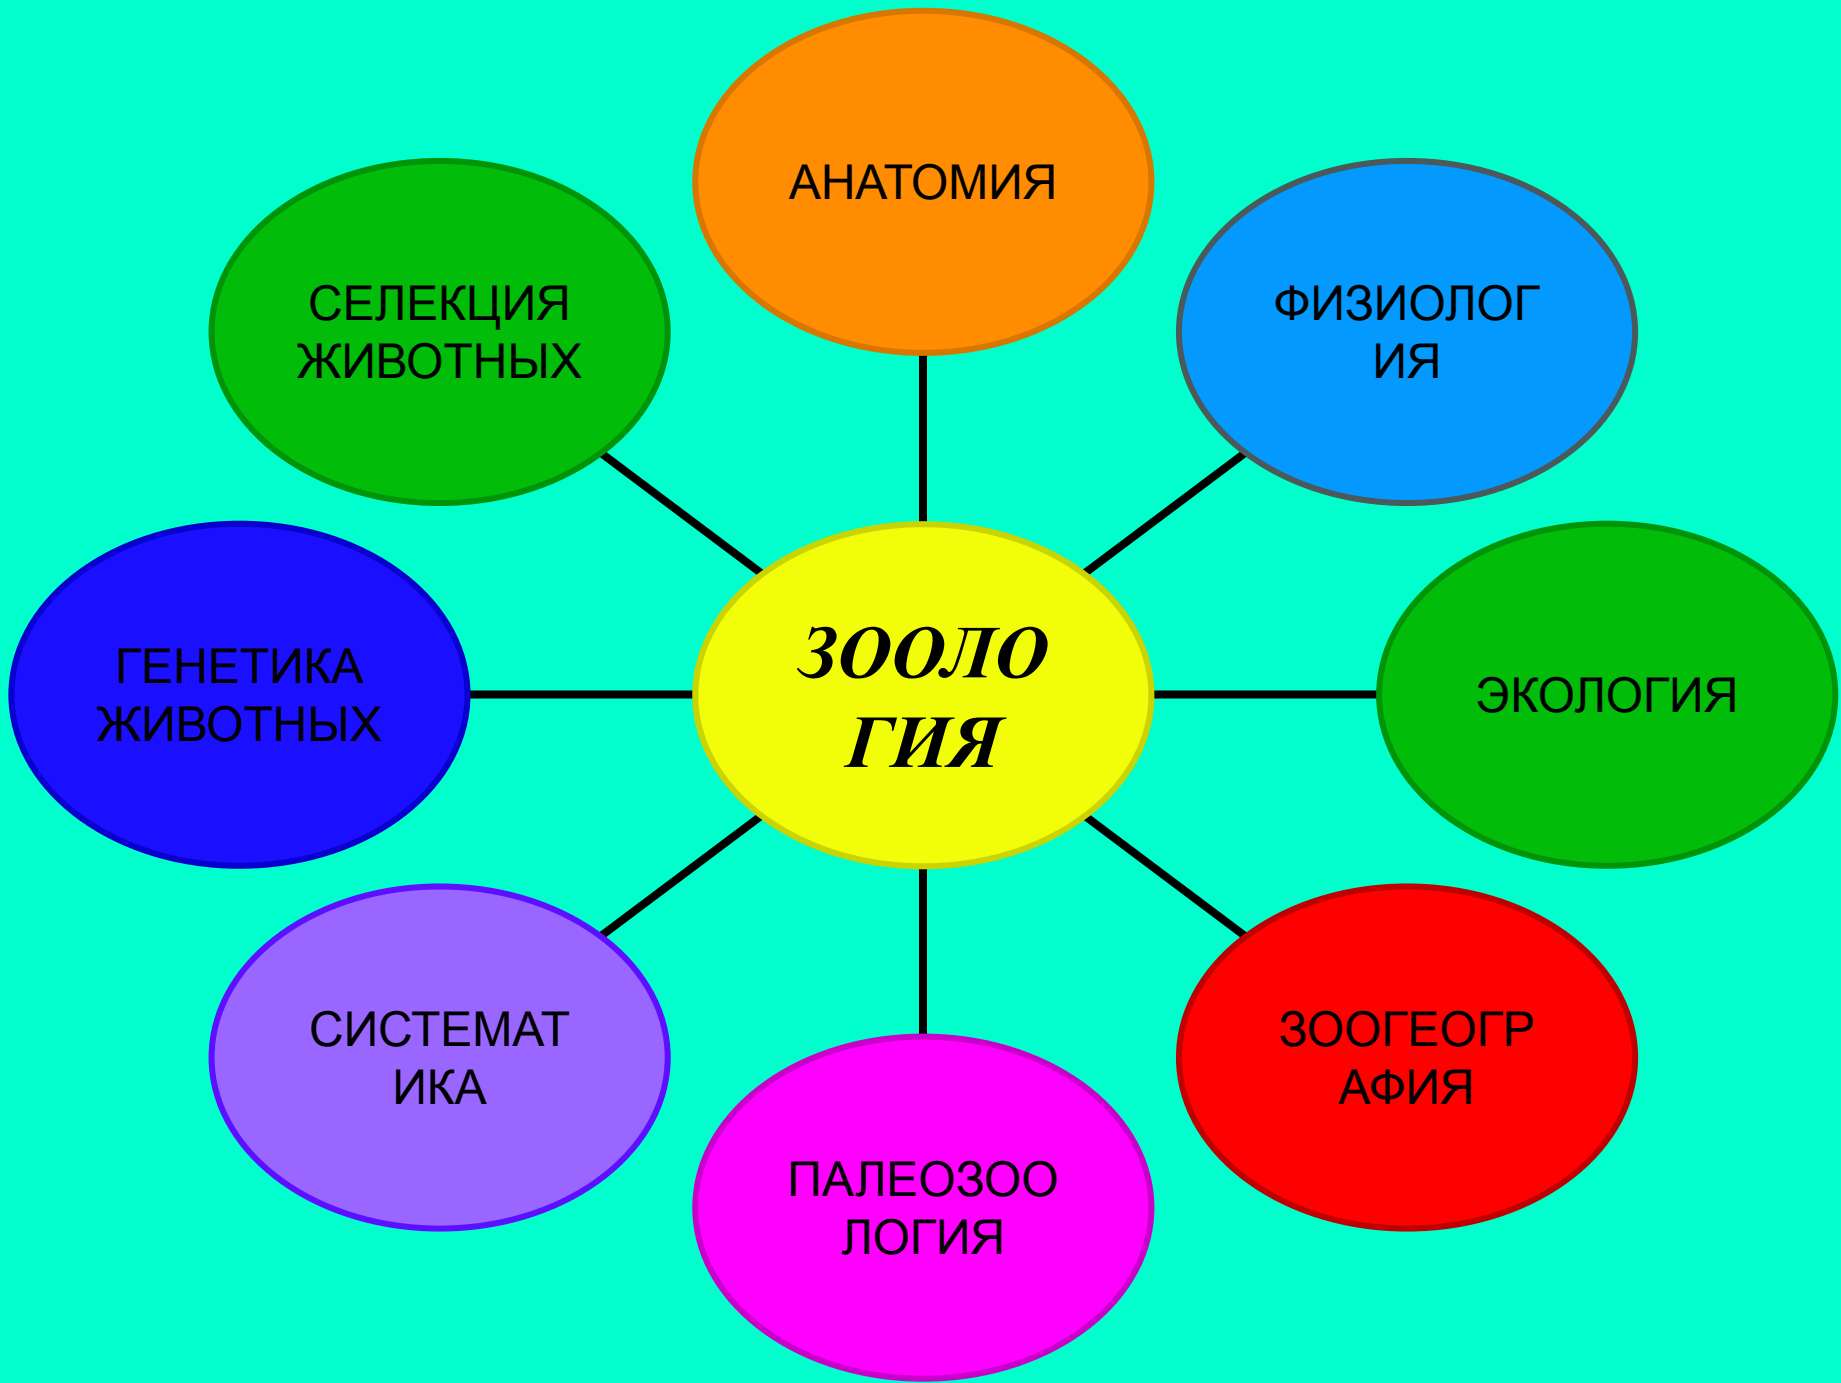 АНАТОМИЯ
СЕЛЕКЦИЯ
ЖИВОТНЫХ
ФИЗИОЛОГ
ИЯ
ГЕНЕТИКА
ЖИВОТНЫХ
ЗООЛО
ГИЯ
ЭКОЛОГИЯ
СИСТЕМАТ
ИКА
ЗООГЕОГР
АФИЯ
ПАЛЕОЗОО
ЛОГИЯ